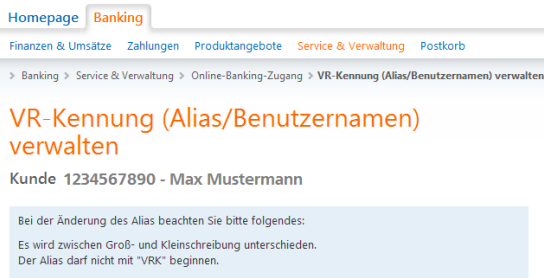 Homepage Banking
Finanzen & Umsätze Zahlungen Produktangebote Service & Verwaltung Postkorb
> Banking > Service & Verwaltung > Online-Banking-Zugang > VR-Kennung (Alias/Benutzernamen) verwalten
VR-Kennung (Alias/Benutzernamen)
verwalten
Kunde 1234567890 - Max Mustermann
Bei der Änderung des Alias beachten Sie bitte folgendes:
Es wird zwischen Groß- und Kleinschreibung unterschieden.
Der Alias darf nicht mit "VRK" beginnen.